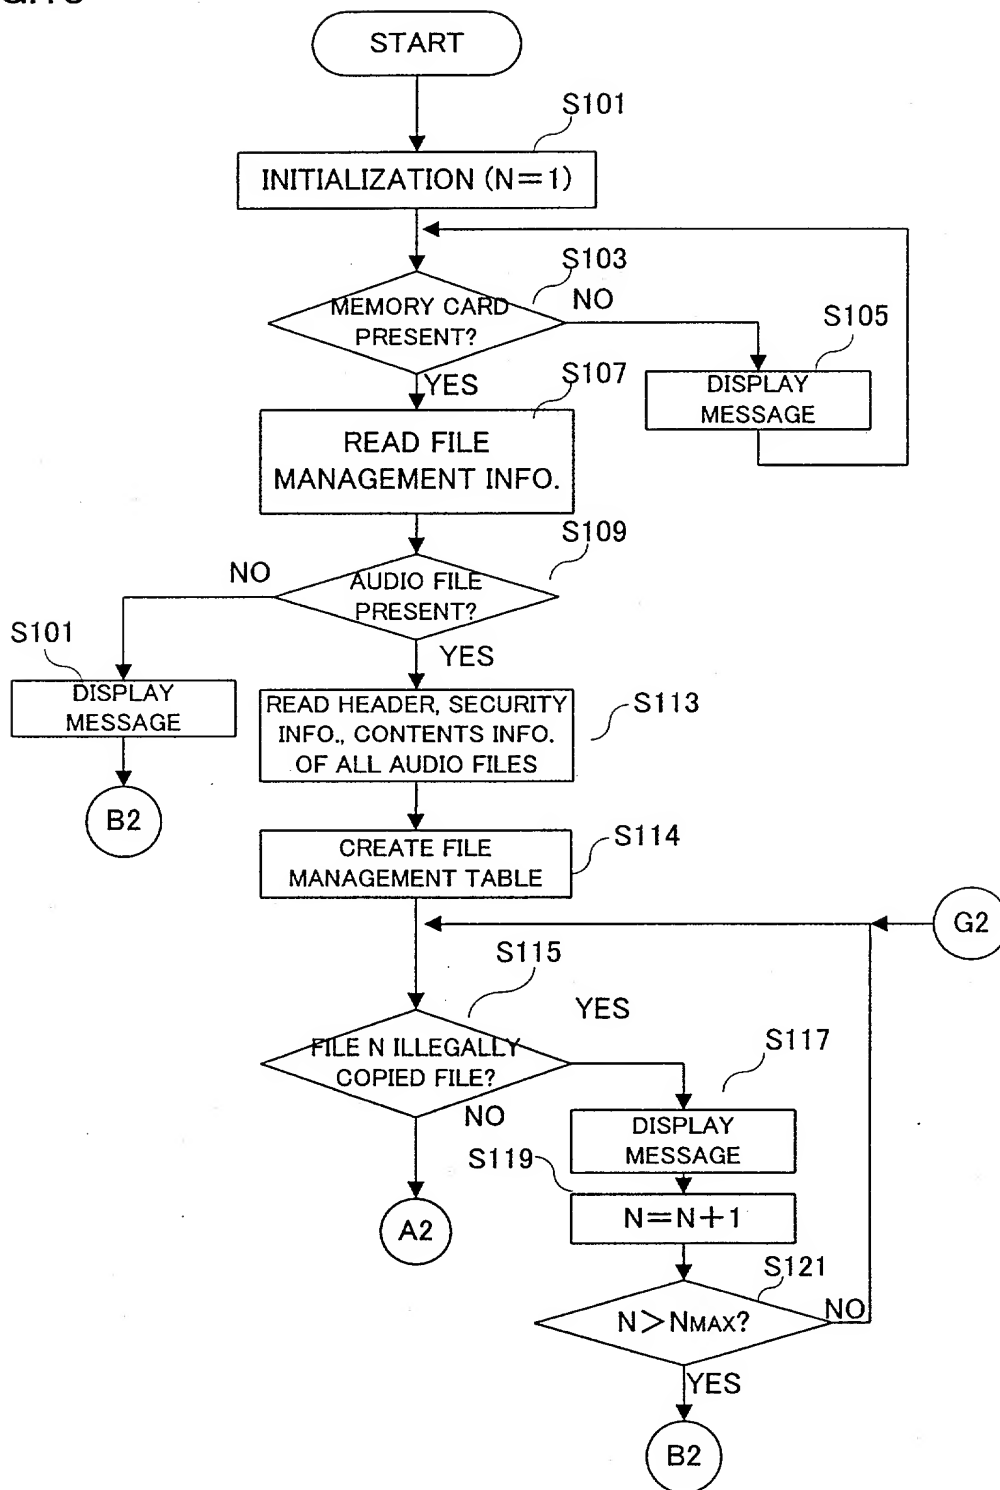 START
S101
INITIALIZATION (N=1)
S103
MEMORY CARD
PRESENT?
NO
S105
DISPLAY
MESSAGE
YES
S107
READ FILE
MANAGEMENT INFO.
S109
NO
AUDIO FILE
PRESENT?
S101
DISPLAY
MESSAGE
B2
YES
READ HEADER, SECURITY
INFO., CONTENTS INFO.
OF ALL AUDIO FILES
S113
CREATE FILE
MANAGEMENT TABLE
S114
G2
S115
YES
FILE N ILLEGALLY
COPIED FILE?
S117
NO
DISPLAY
MESSAGE
S119
A2
N=N+1
S121
N>NMAX?
NO
YES
B2